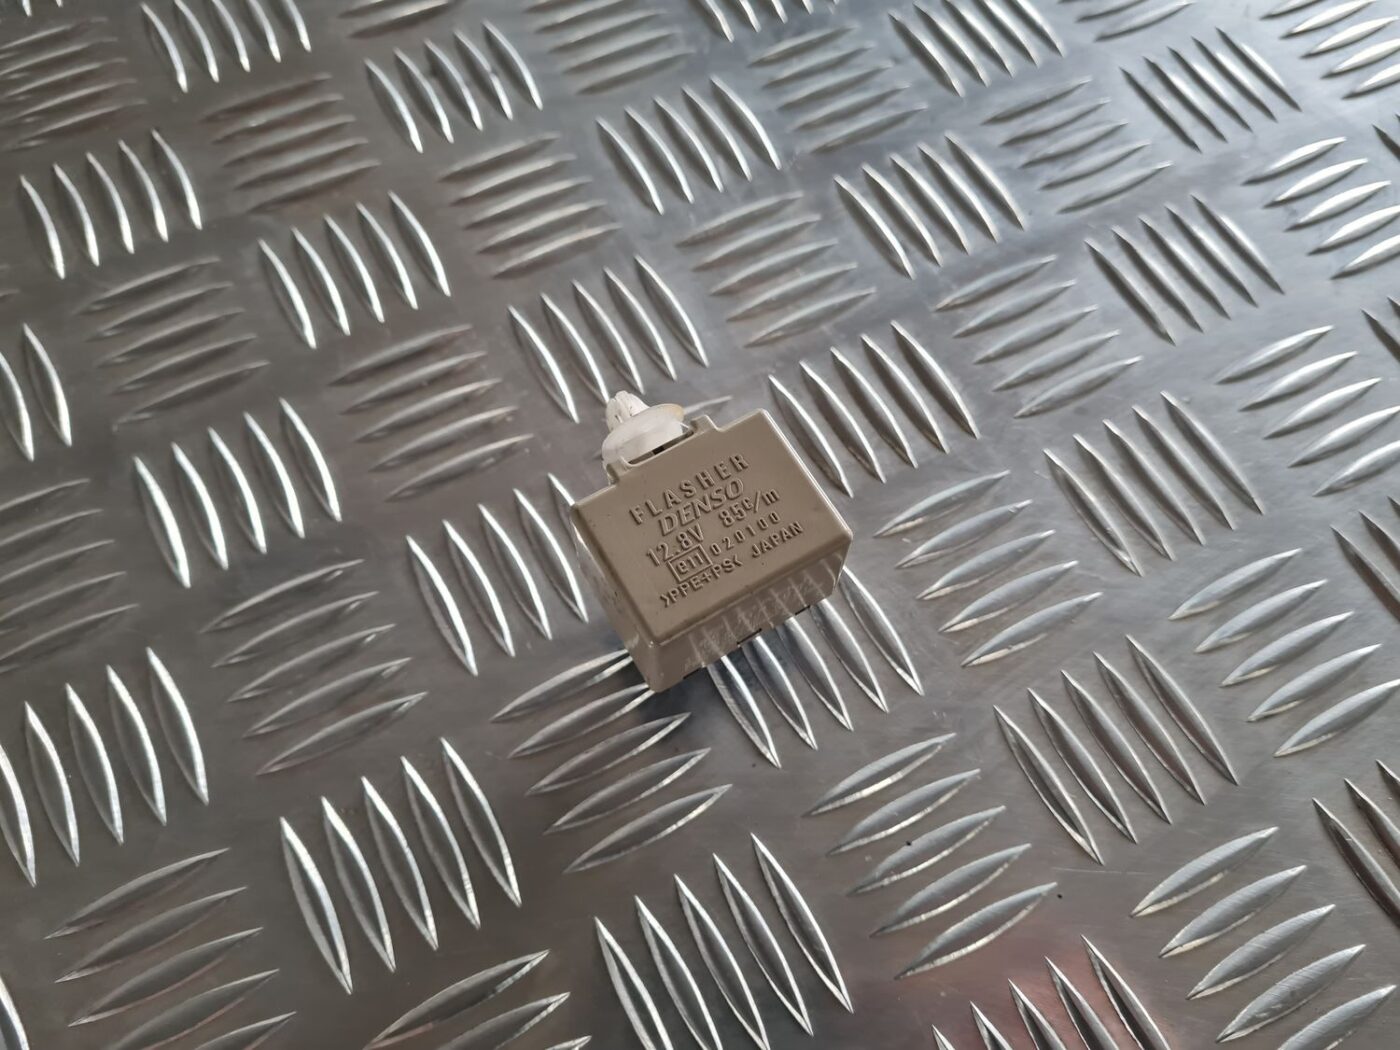 FLASHER
DENSO
12.8V 85c/m
e11 020100
>PPE+PS< JAPAN